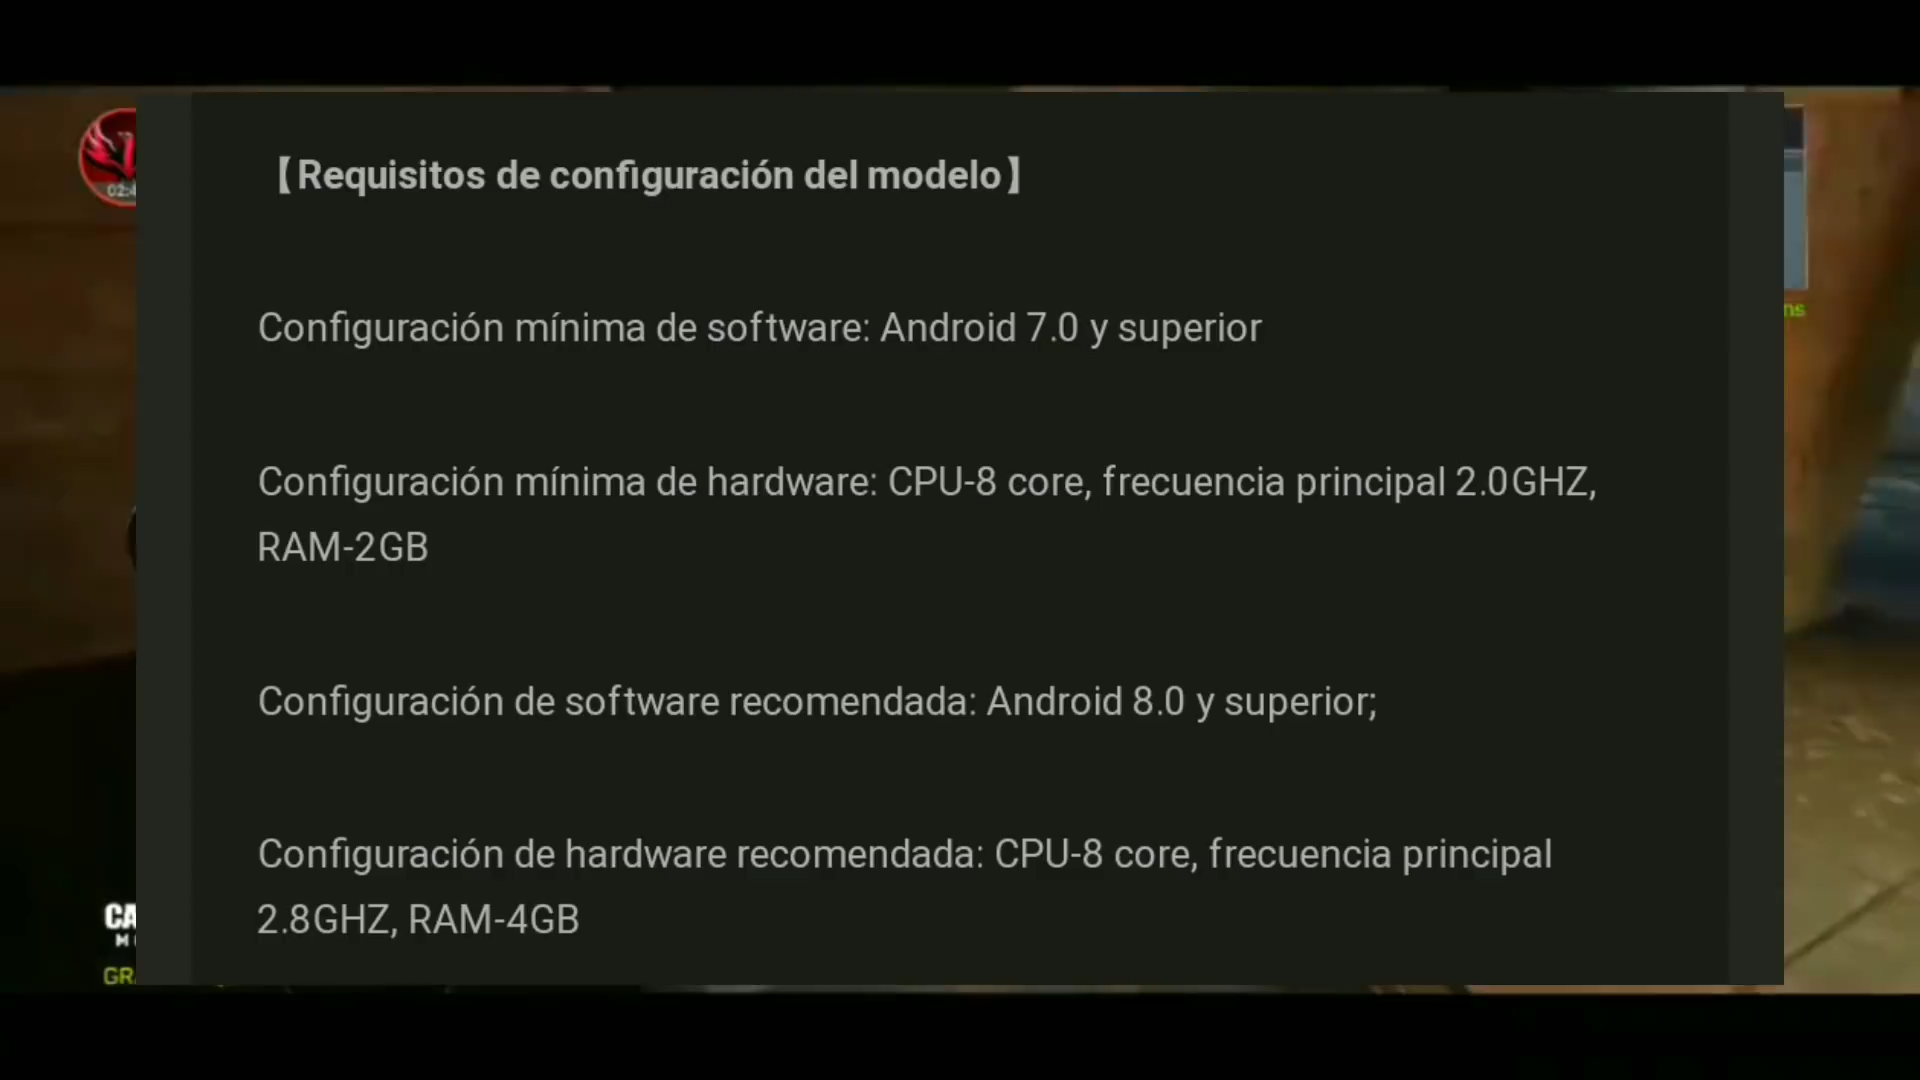 【Requisitos de configuración del modelo】
Configuración mínima de software: Android 7.0 y superior
Configuración mínima de hardware: CPU-8 core, frecuencia principal 2.0GHZ,
RAM-2GB
Configuración de software recomendada: Android 8.0 y superior;
Configuración de hardware recomendada: CPU-8 core, frecuencia principal
2.8GHZ, RAM-4GB